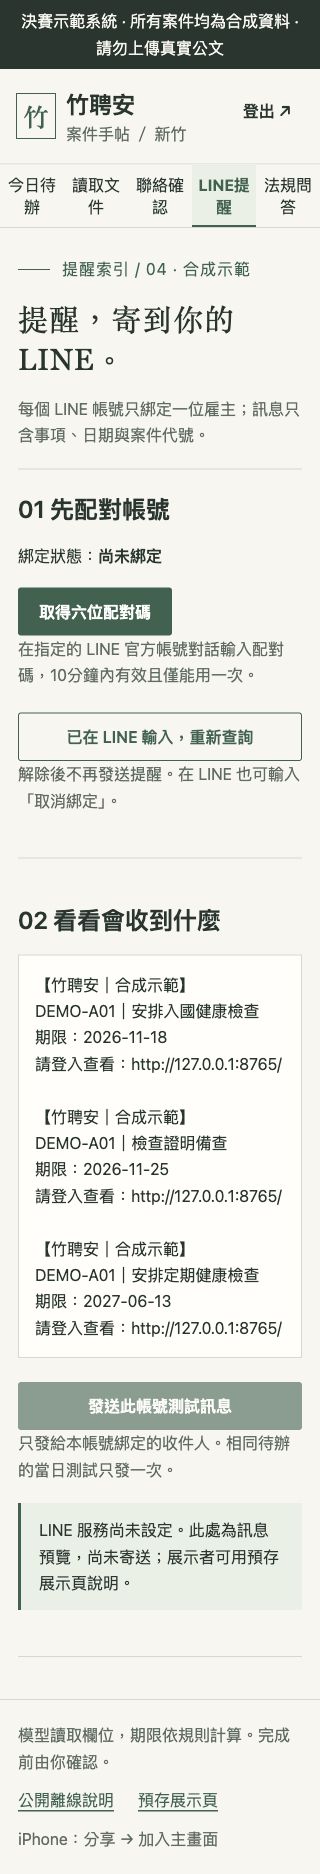 決賽示範系統 · 所有案件均為合成資料 ·
請勿上傳真實公文
竹
竹聘安
案件手帖 / 新竹
登出 ↗
今日待辦
讀取文件
聯絡確認
LINE提醒
法規問答
提醒索引 / 04 · 合成示範
提醒，寄到你的
LINE。
每個 LINE 帳號只綁定一位雇主；訊息只
含事項、日期與案件代號。
01 先配對帳號
綁定狀態：尚未綁定
取得六位配對碼
在指定的 LINE 官方帳號對話輸入配對
碼，10分鐘內有效且僅能用一次。
已在 LINE 輸入，重新查詢
解除後不再發送提醒。在 LINE 也可輸入
「取消綁定」。
02 看看會收到什麼
【竹聘安｜合成示範】
DEMO-A01｜安排入國健康檢查
期限：2026-11-18
請登入查看：http://127.0.0.1:8765/
【竹聘安｜合成示範】
DEMO-A01｜檢查證明備查
期限：2026-11-25
請登入查看：http://127.0.0.1:8765/
【竹聘安｜合成示範】
DEMO-A01｜安排定期健康檢查
期限：2027-06-13
請登入查看：http://127.0.0.1:8765/
發送此帳號測試訊息
只發給本帳號綁定的收件人。相同待辦
的當日測試只發一次。
LINE 服務尚未設定。此處為訊息
預覽，尚未寄送；展示者可用預存
展示頁說明。
模型讀取欄位，期限依規則計算。完成
前由你確認。
公開離線說明 預存展示頁
iPhone：分享 → 加入主畫面